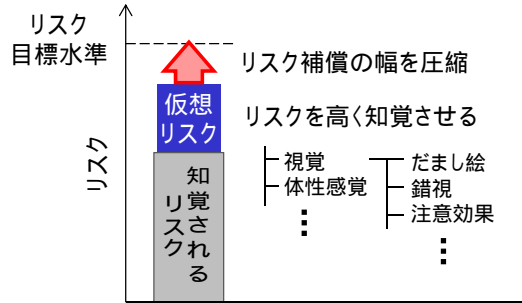 リスク
目標水準
リスク補償の幅を圧縮
仮想
リスク
リスクを高く知覚させる
視覚
体性感覚
だまし絵
錯視
注意効果
リスク
知覚される
リスク